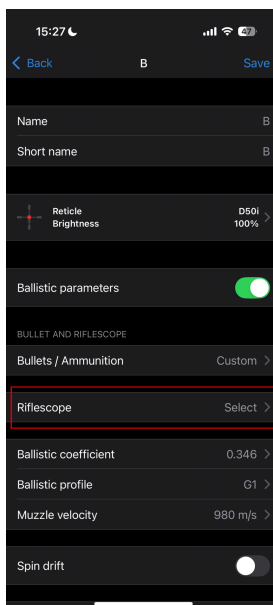 15:27 47
Back B Save
Name B
Short name B
Reticle D50i
Brightness 100%
Ballistic parameters
BULLET AND RIFLESCOPE
Bullets / Ammunition Custom
Riflescope Select
Ballistic coefficient 0.346
Ballistic profile G1
Muzzle velocity 980 m/s
Spin drift